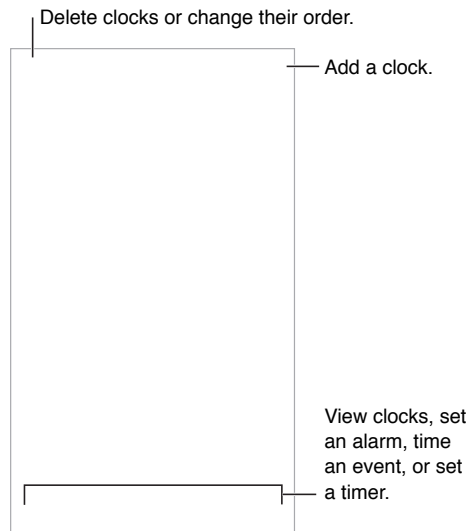 Delete clocks or change their order.
Add a clock.
View clocks, set
an alarm, time
an event, or set
a timer.